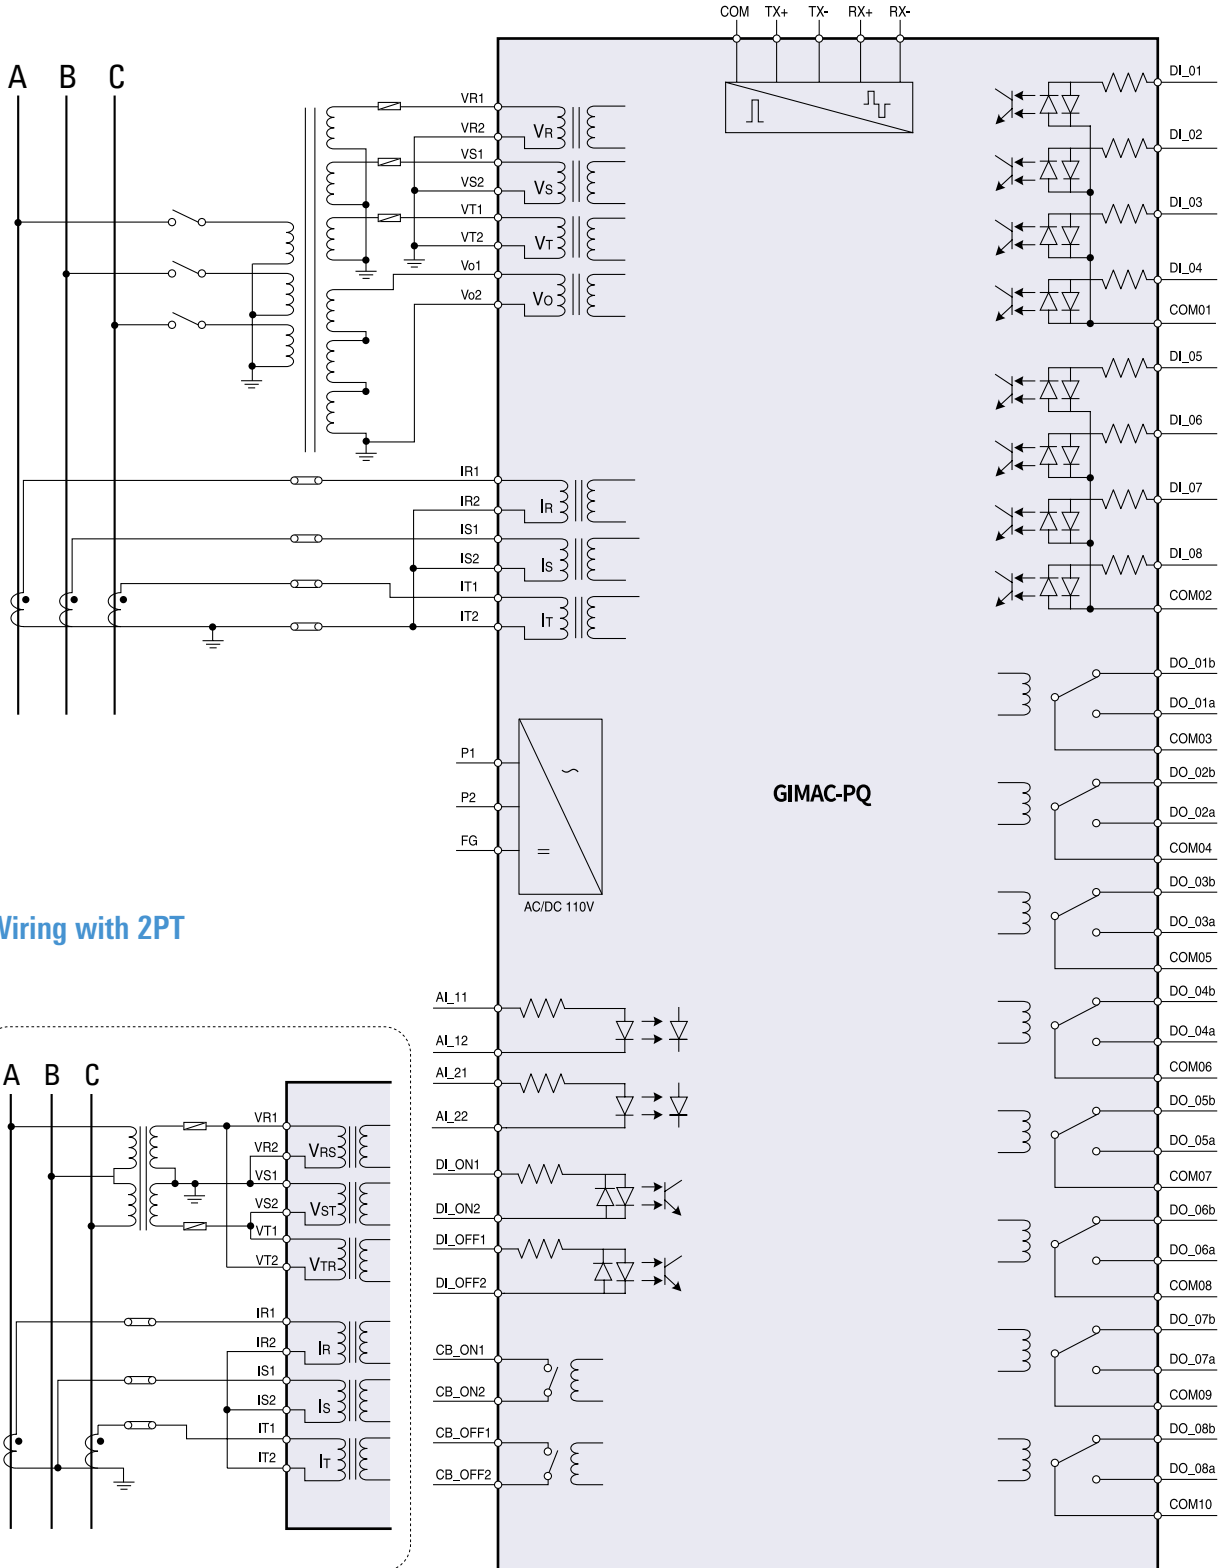 COM TX+ TX- RX+ RX-
A B C
VR1
VR2
VS1
VS2
VT1
VT2
Vo1
Vo2
VR
VS
VT
VO
IR1
IR2
IS1
IS2
IT1
IT2
IR
IS
IT
P1
P2
FG
AC/DC 110V
GIMAC-PQ
AI_11
AI_12
AI_21
AI_22
DI_ON1
DI_ON2
DI_OFF1
DI_OFF2
CB_ON1
CB_ON2
CB_OFF1
CB_OFF2
DI_01
DI_02
DI_03
DI_04
COM01
DI_05
DI_06
DI_07
DI_08
COM02
DO_01b
DO_01a
COM03
DO_02b
DO_02a
COM04
DO_03b
DO_03a
COM05
DO_04b
DO_04a
COM06
DO_05b
DO_05a
COM07
DO_06b
DO_06a
COM08
DO_07b
DO_07a
COM09
DO_08b
DO_08a
COM10
Wiring with 2PT
A B C
VR1
VR2
VS1
VS2
VT1
VT2
VRS
VST
VTR
IR1
IR2
IS1
IS2
IT1
IT2
IR
IS
IT